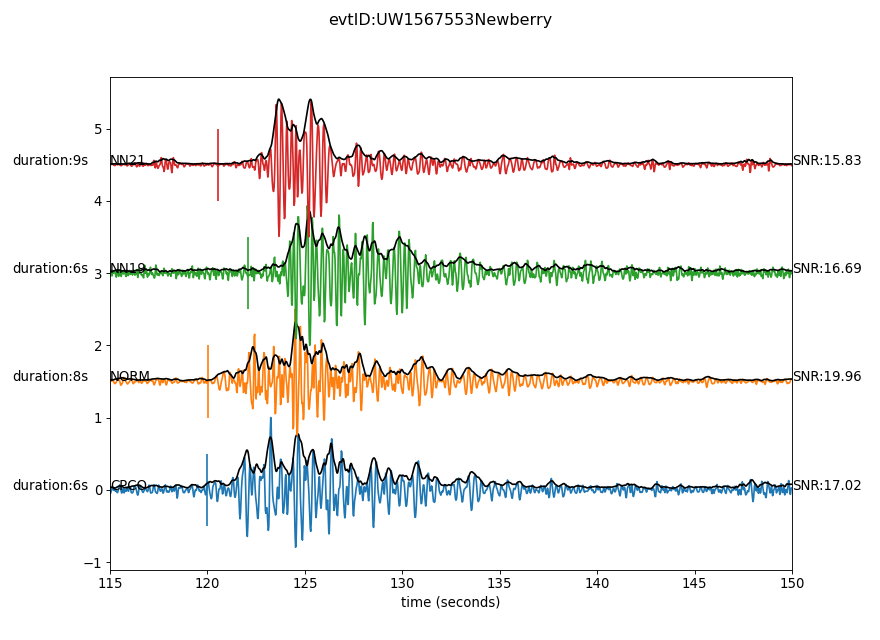 evtID:UW1567553Newberry
5
duration:9s NN21 SNR:15.83
4
duration:6s NN19 SNR:16.69
3
2
duration:8s NORM SNR:19.96
1
duration:6s CPCO SNR:17.02
0
−1
115 120 125 130 135 140 145 150
time (seconds)